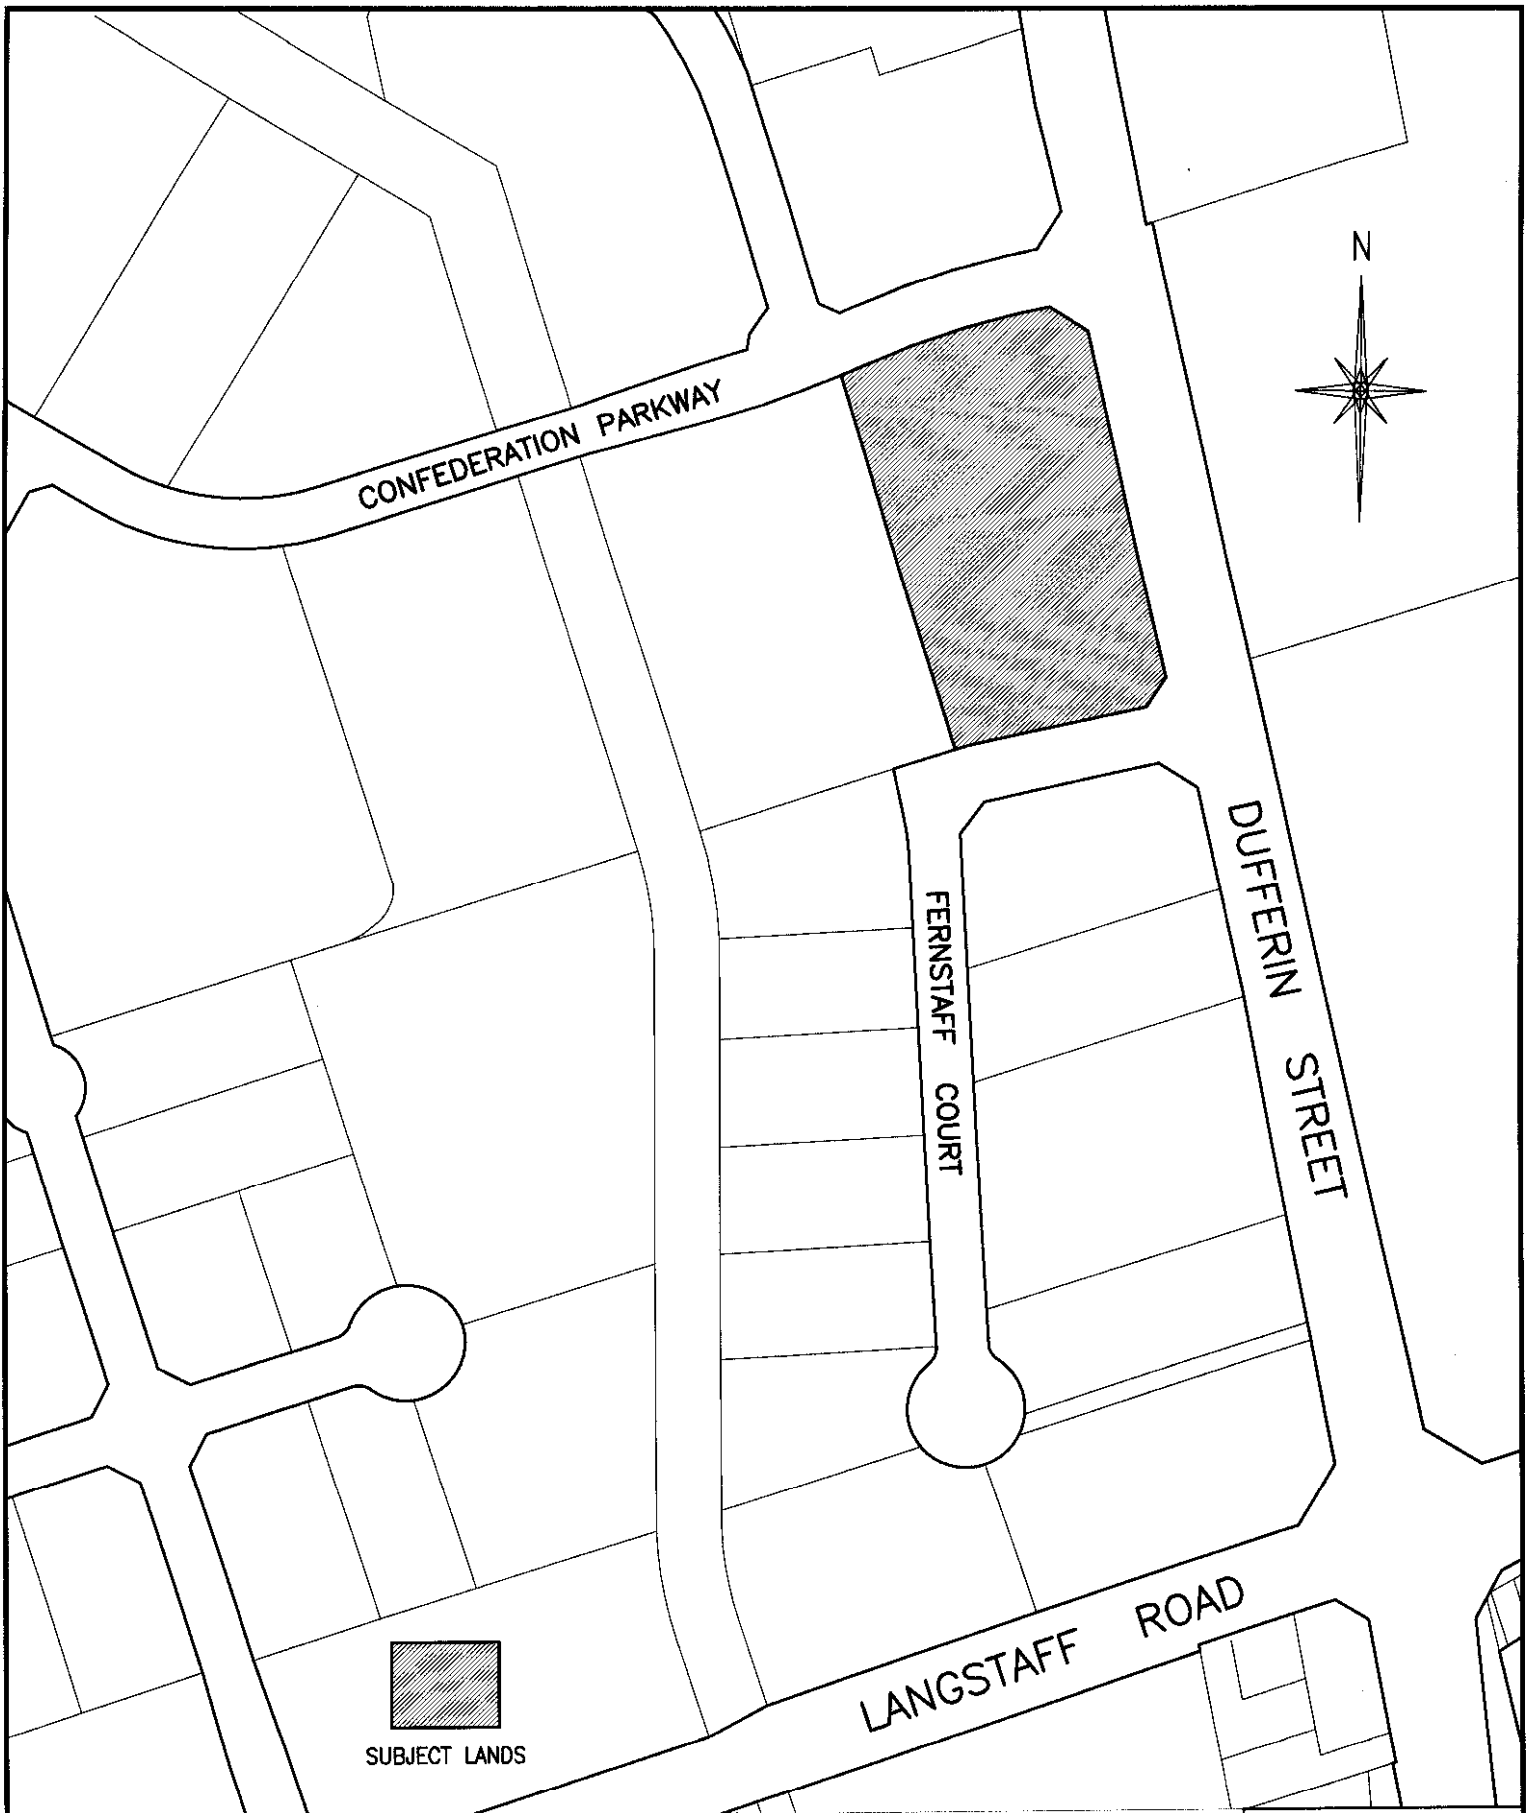 N
CONFEDERATION PARKWAY
DUFFERIN STREET
FERNSTAFF COURT
LANGSTAFF ROAD
SUBJECT LANDS